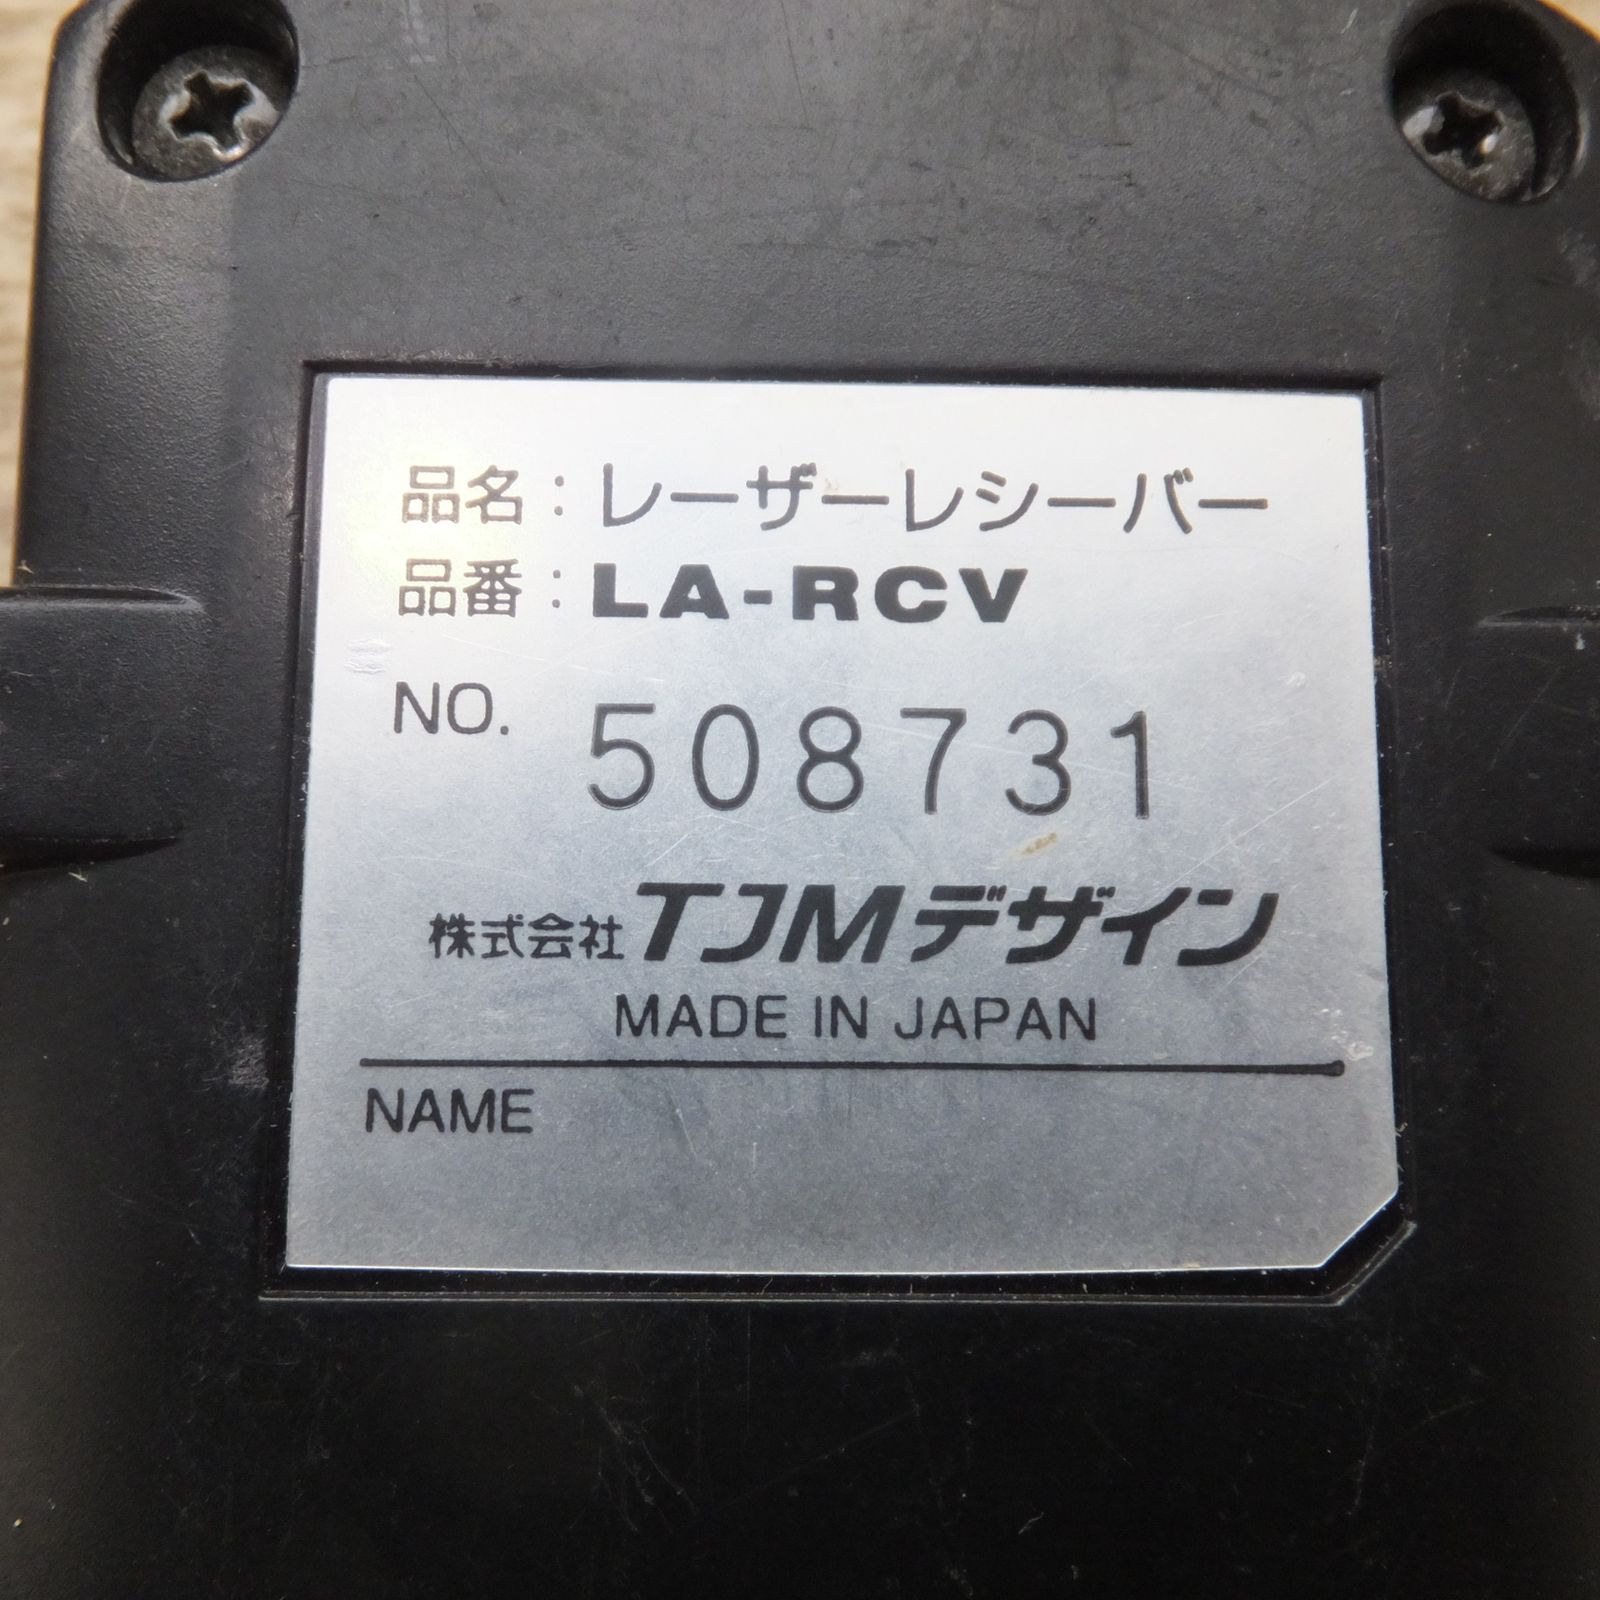 品名：レーザーレシーバー
品番：LA-RCV
NO. 508731
株式会社TJMデザイン
MADE IN JAPAN
NAME